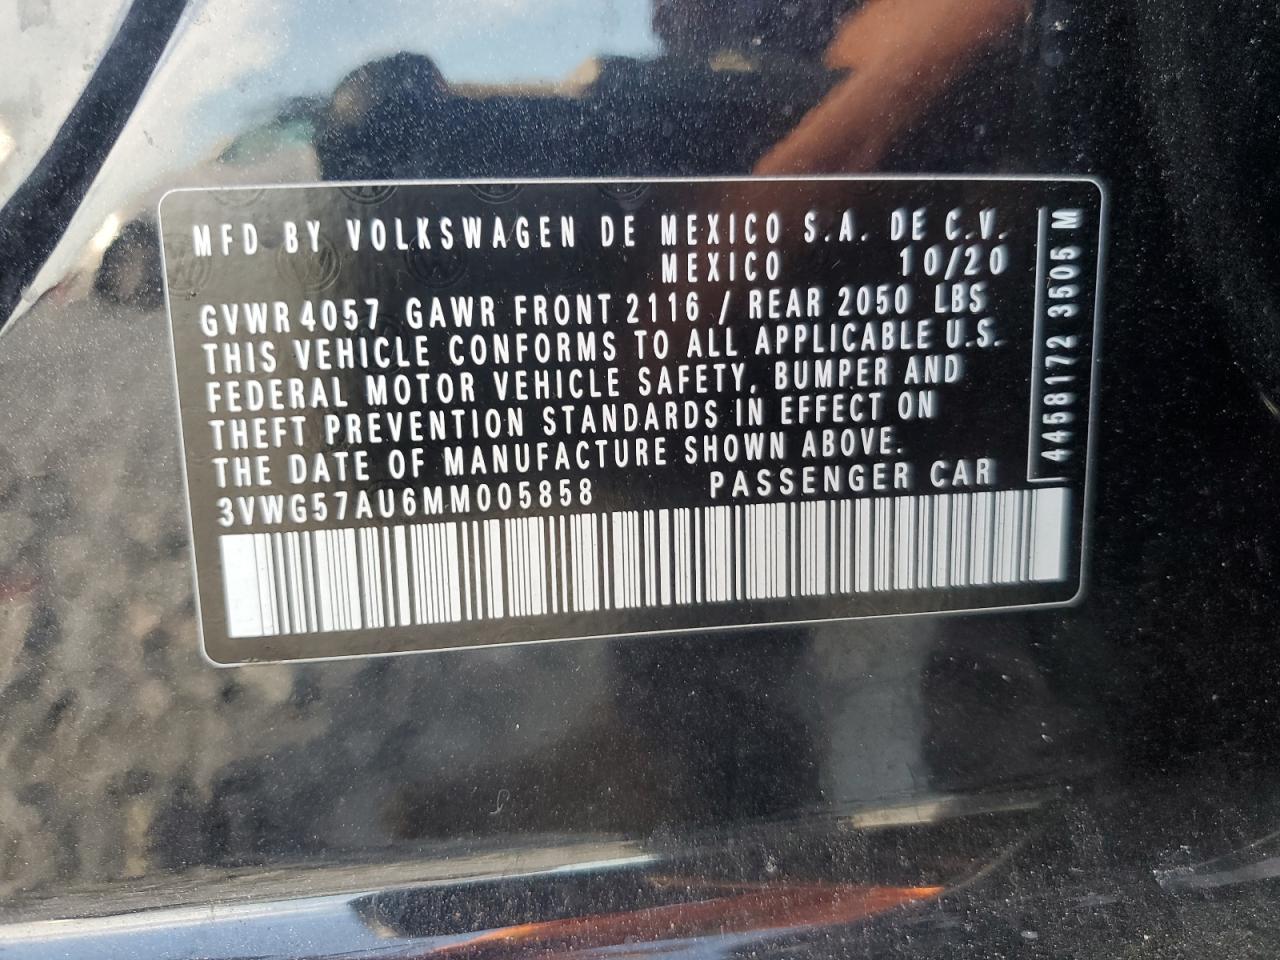 MFD BY VOLKSWAGEN DE MEXICO S.A. DE C.V.
MEXICO 10/20
GVWR 4057 GAWR FRONT 2116 / REAR 2050 LBS
THIS VEHICLE CONFORMS TO ALL APPLICABLE U.S.
FEDERAL MOTOR VEHICLE SAFETY, BUMPER AND
THEFT PREVENTION STANDARDS IN EFFECT ON
THE DATE OF MANUFACTURE SHOWN ABOVE.
3VWG57AU6MM005858 PASSENGER CAR
4458172 3505 M